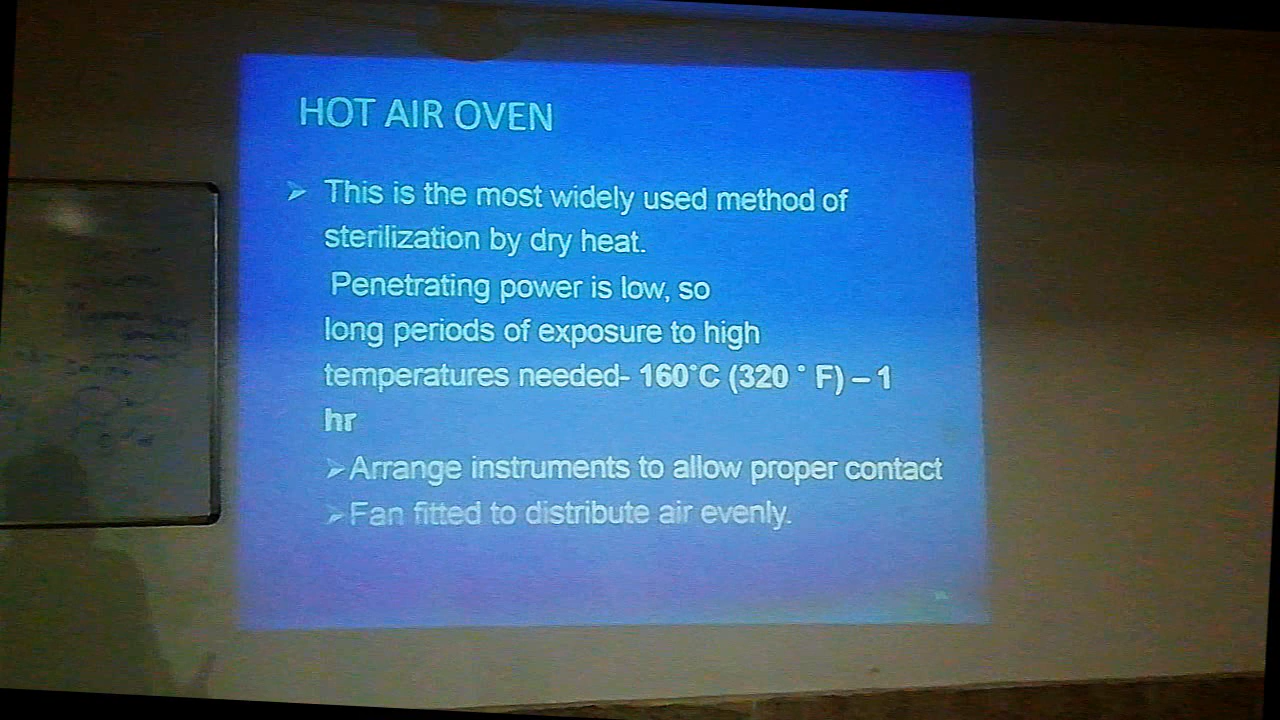 HOT AIR OVEN
➢ This is the most widely used method of
sterilization by dry heat.
Penetrating power is low, so
long periods of exposure to high
temperatures needed- 160˚C (320 ˚ F) – 1
hr
➢Arrange instruments to allow proper contact
➢Fan fitted to distribute air evenly.